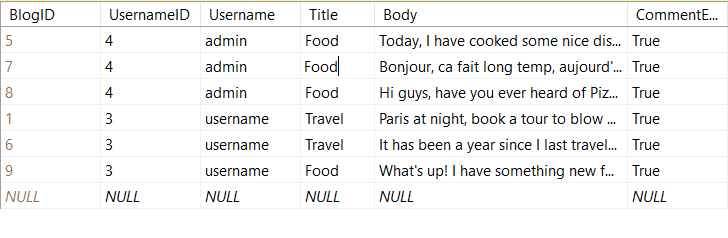 BlogID UsernameID Username Title Body CommentE...
5 4 admin Food Today, I have cooked some nice dis... True
7 4 admin Food Bonjour, ca fait long temp, aujourd'... True
8 4 admin Food Hi guys, have you ever heard of Piz... True
1 3 username Travel Paris at night, book a tour to blow ... True
6 3 username Travel It has been a year since I last travel... True
9 3 username Food What's up! I have something new f... True
NULL NULL NULL NULL NULL NULL